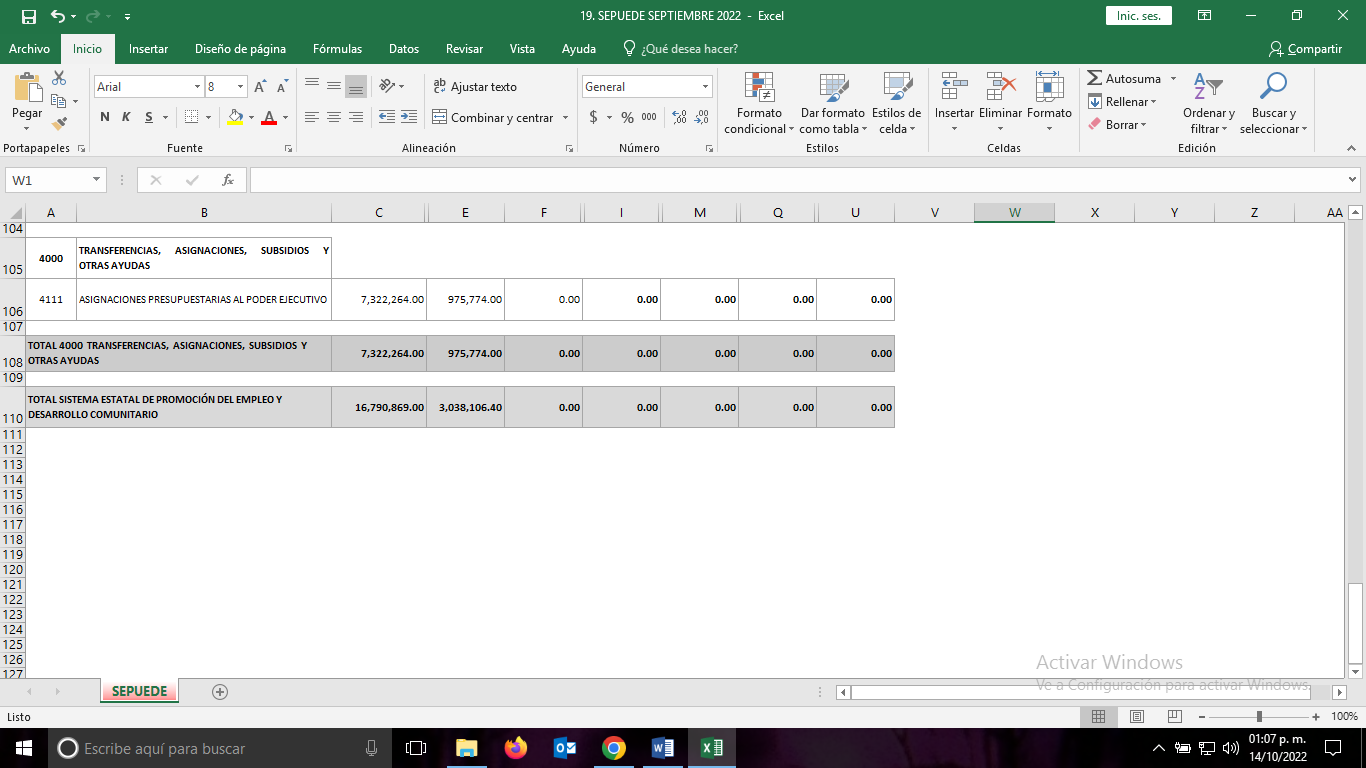 19. SEPUEDE SEPTIEMBRE 2022 - Excel
Inic. ses.
Archivo Inicio Insertar Diseño de página Fórmulas Datos Revisar Vista Ayuda ¿Qué desea hacer? Compartir
Pegar
Portapapeles
Arial 8 A A
N K S A
Fuente
ab Ajustar texto
Combinar y centrar
Alineación
General
$ % 000
Número
Formato condicional
Dar formato como tabla
Estilos de celda
Estilos
Insertar Eliminar Formato
Celdas
Autosuma
Rellenar
Borrar
Ordenar y filtrar
Buscar y seleccionar
Edición
W1 fx
A B C E F I M Q U V W X Y Z AA
104
105 4000 TRANSFERENCIAS, ASIGNACIONES, SUBSIDIOS Y
OTRAS AYUDAS
106 4111 ASIGNACIONES PRESUPUESTARIAS AL PODER EJECUTIVO 7,322,264.00 975,774.00 0.00 0.00 0.00 0.00 0.00
107
108 TOTAL 4000 TRANSFERENCIAS, ASIGNACIONES, SUBSIDIOS Y
OTRAS AYUDAS 7,322,264.00 975,774.00 0.00 0.00 0.00 0.00 0.00
109
110 TOTAL SISTEMA ESTATAL DE PROMOCIÓN DEL EMPLEO Y
DESARROLLO COMUNITARIO 16,790,869.00 3,038,106.40 0.00 0.00 0.00 0.00 0.00
111
112
113
114
115
116
117
118
119
120
121
122
123
124
125
126
127
Activar Windows
Ve a Configuración para activar Windows.
SEPUEDE
Listo
100%
Escribe aquí para buscar
01:07 p. m.
14/10/2022